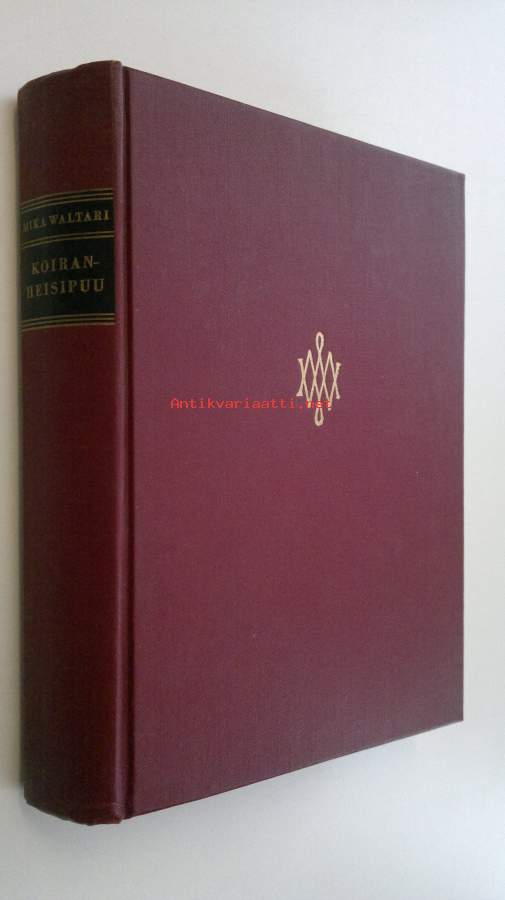 MIKA WALTARI
KOIRAN-
HEISIPUU
Antikvariaatti.net